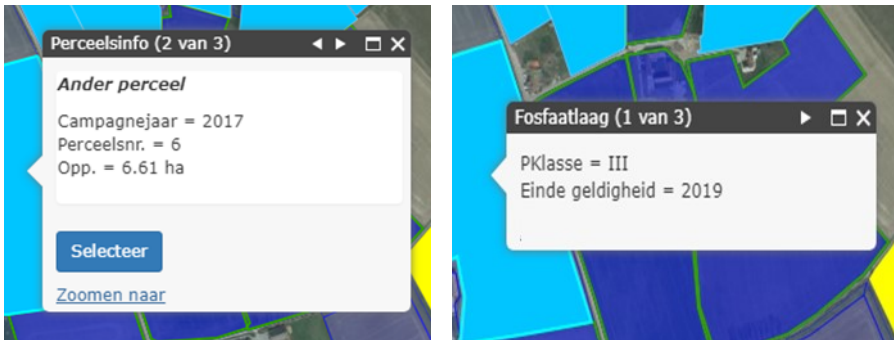 Perceelsinfo (2 van 3)
Ander perceel
Campagnejaar = 2017
Perceelsnr. = 6
Opp. = 6.61 ha
Selecteer
Zoomen naar
Fosfaatlaag (1 van 3)
PKlasse = III
Einde geldigheid = 2019